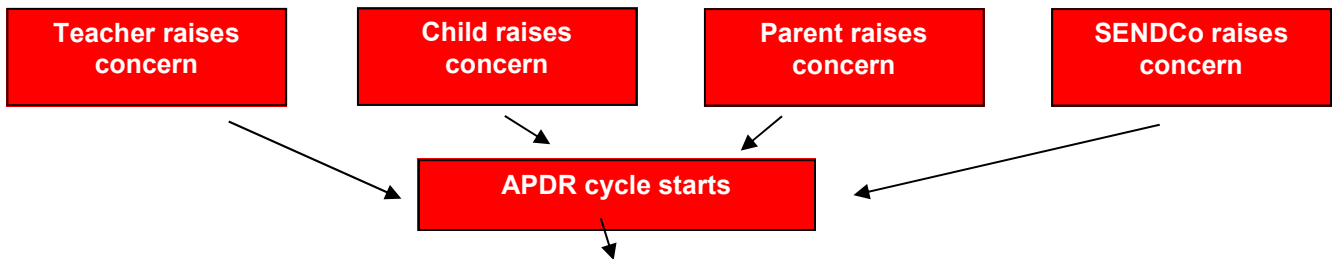 Teacher raises
concern
Child raises
concern
Parent raises
concern
SENDCo raises
concern
APDR cycle starts